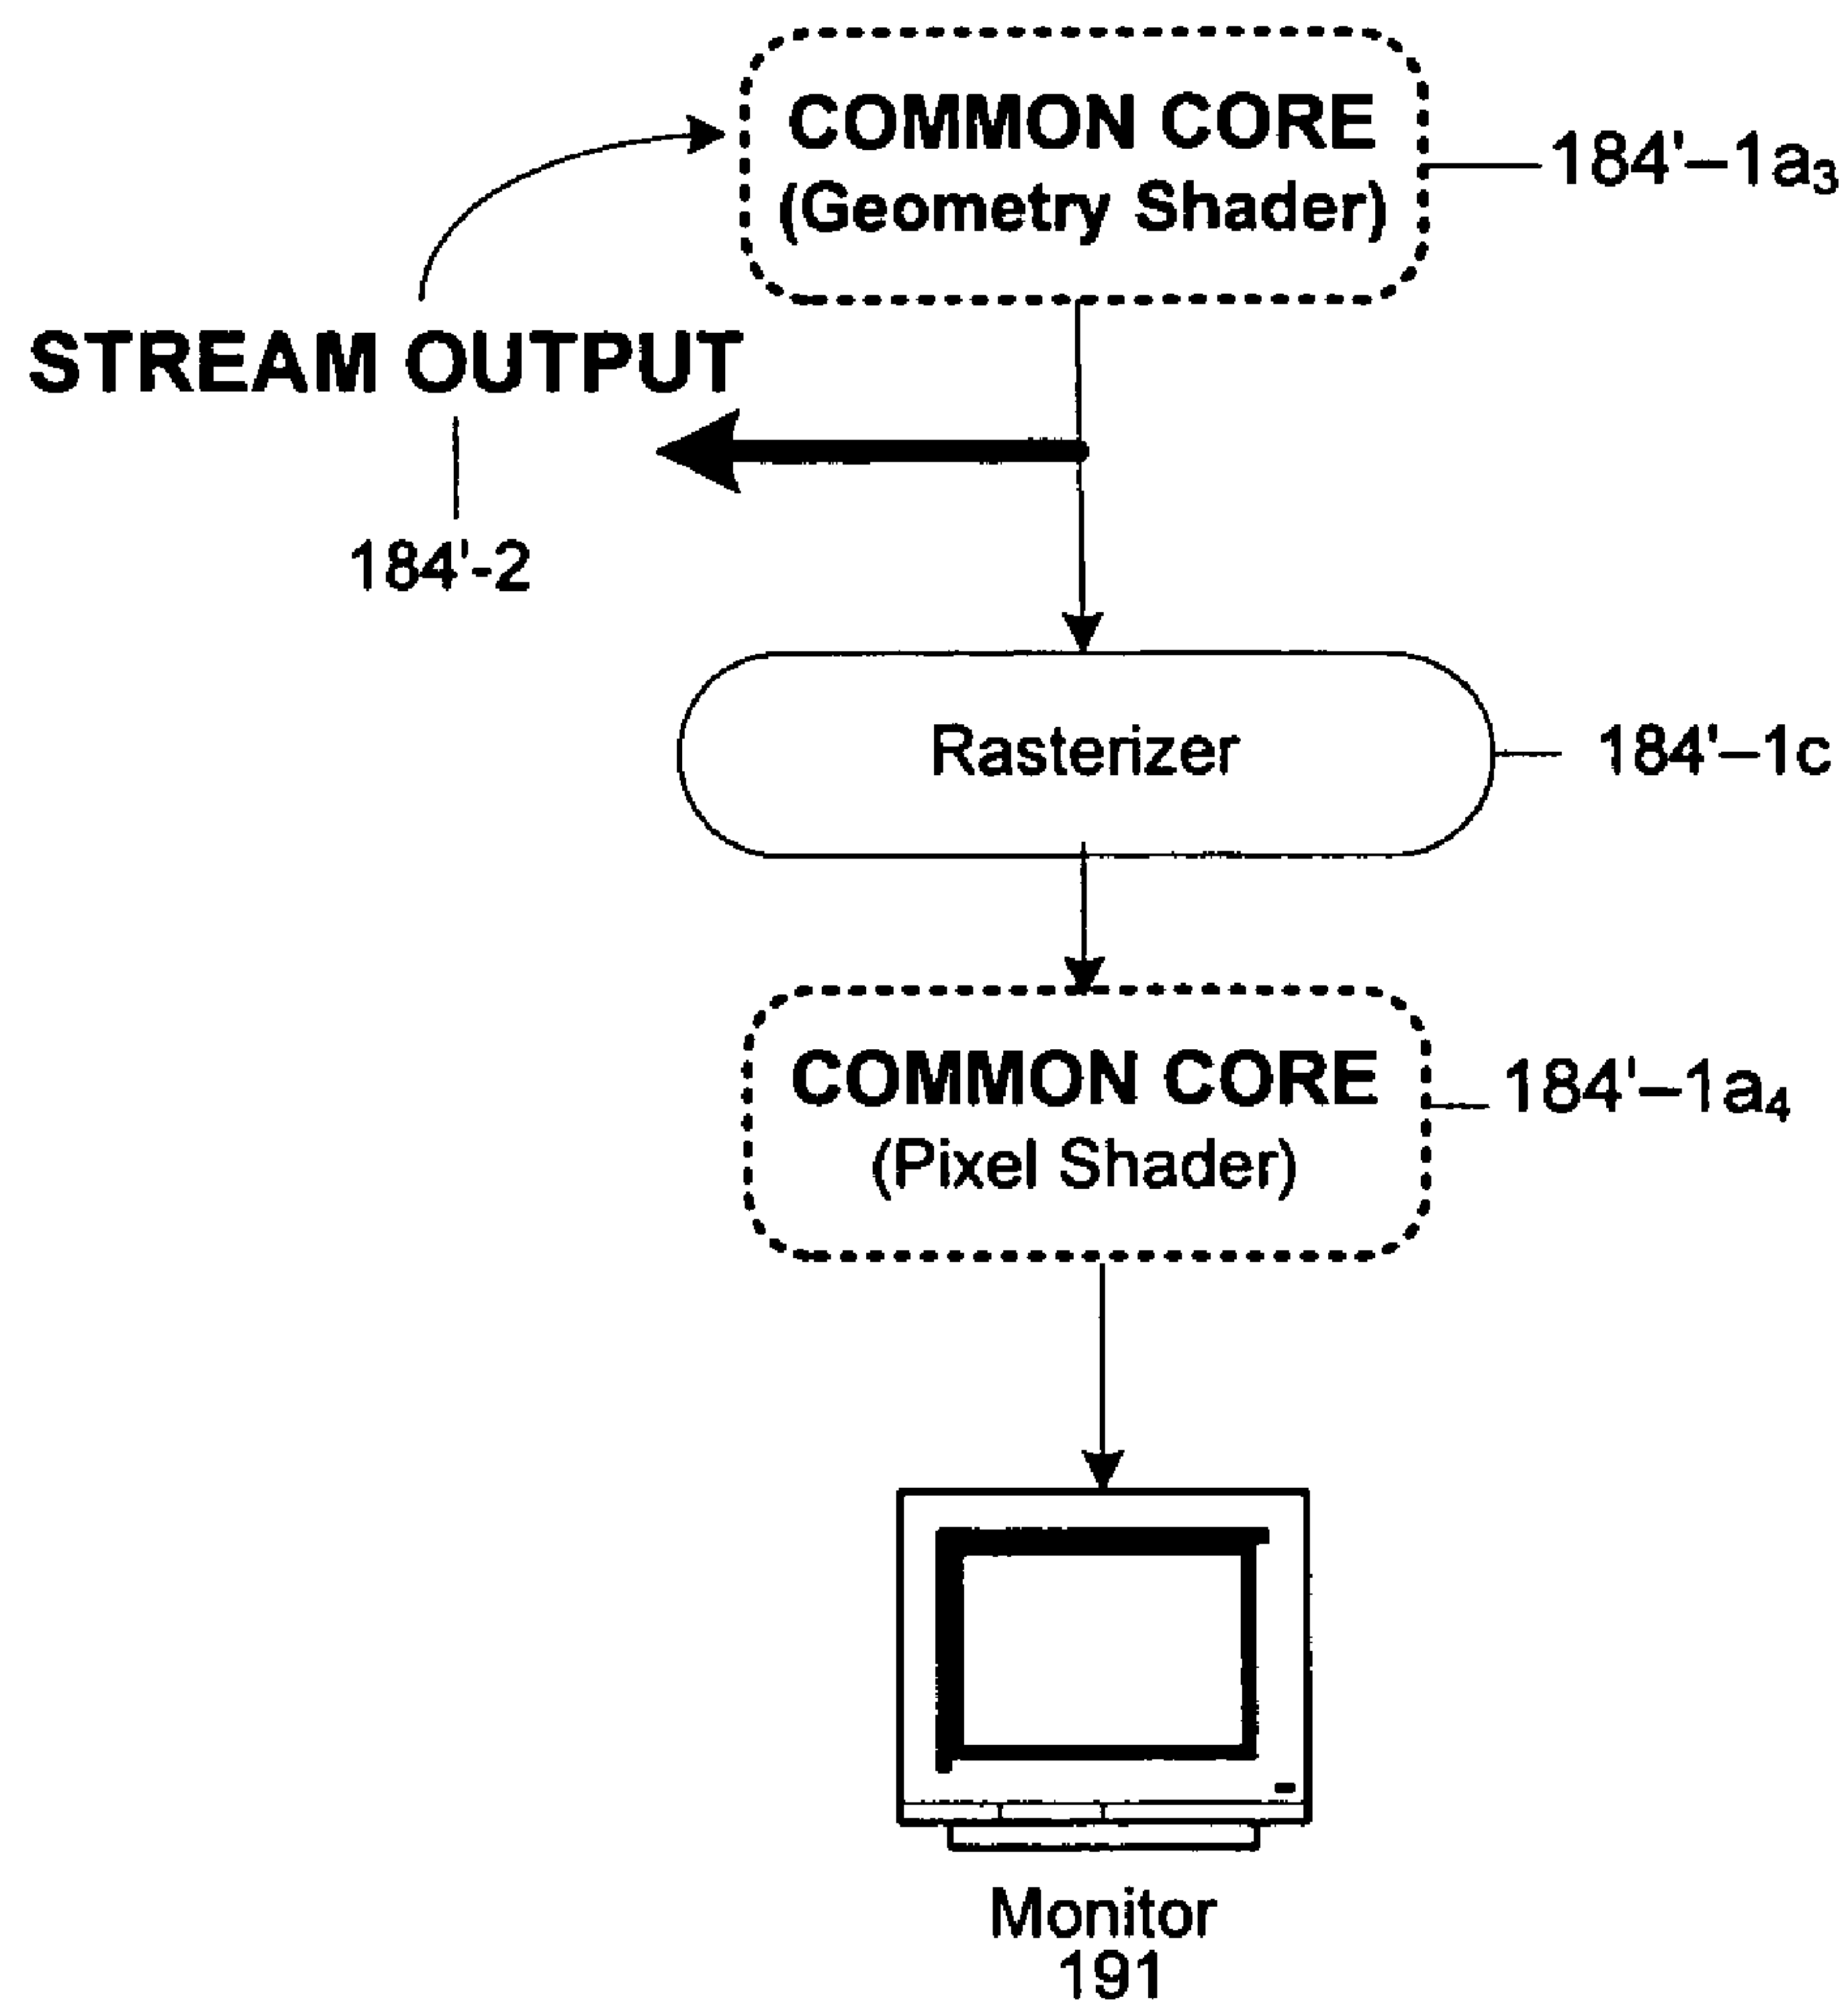 COMMON CORE
(Geometry Shader)
184'–1a₃
STREAM OUTPUT
184'-2
Rasterizer
184'–1c
COMMON CORE
(Pixel Shader)
184'–1a₄
Monitor
191